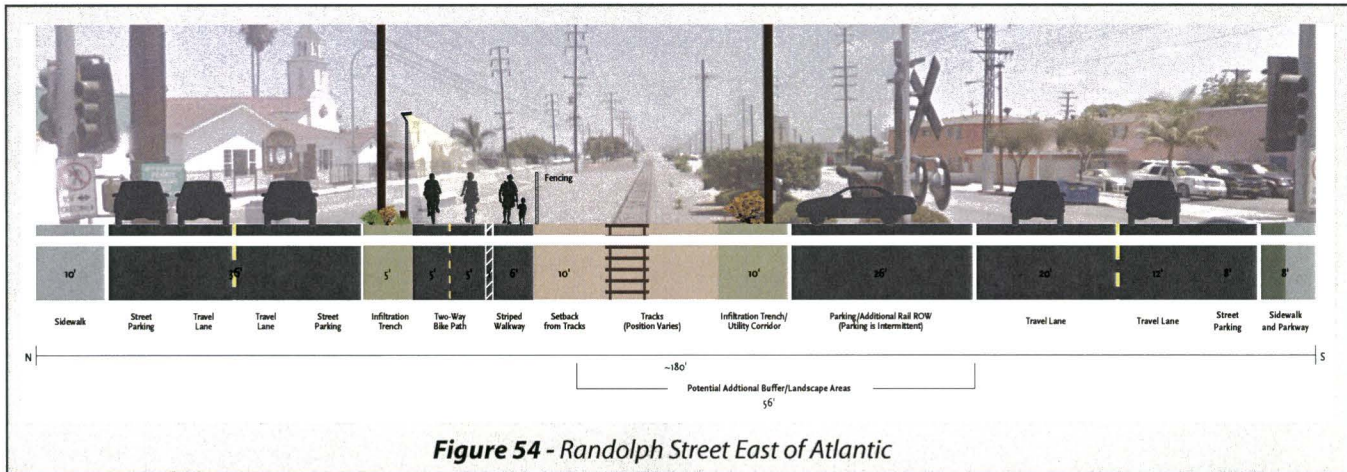 Fencing
10'
36'
5'
5'
5'
6'
10'
10'
26'
20'
12'
8'
8'
Sidewalk
Street
Parking
Travel
Lane
Travel
Lane
Street
Parking
Infiltration
Trench
Two-Way
Bike Path
Striped
Walkway
Setback
from Tracks
Tracks
(Position Varies)
Infiltration Trench/
Utility Corridor
Parking/Additional Rail ROW
(Parking is Intermittent)
Travel Lane
Travel Lane
Street
Parking
Sidewalk
and Parkway
N
S
~180'
Potential Addtional Buffer/Landscape Areas
56'
Figure 54 - Randolph Street East of Atlantic